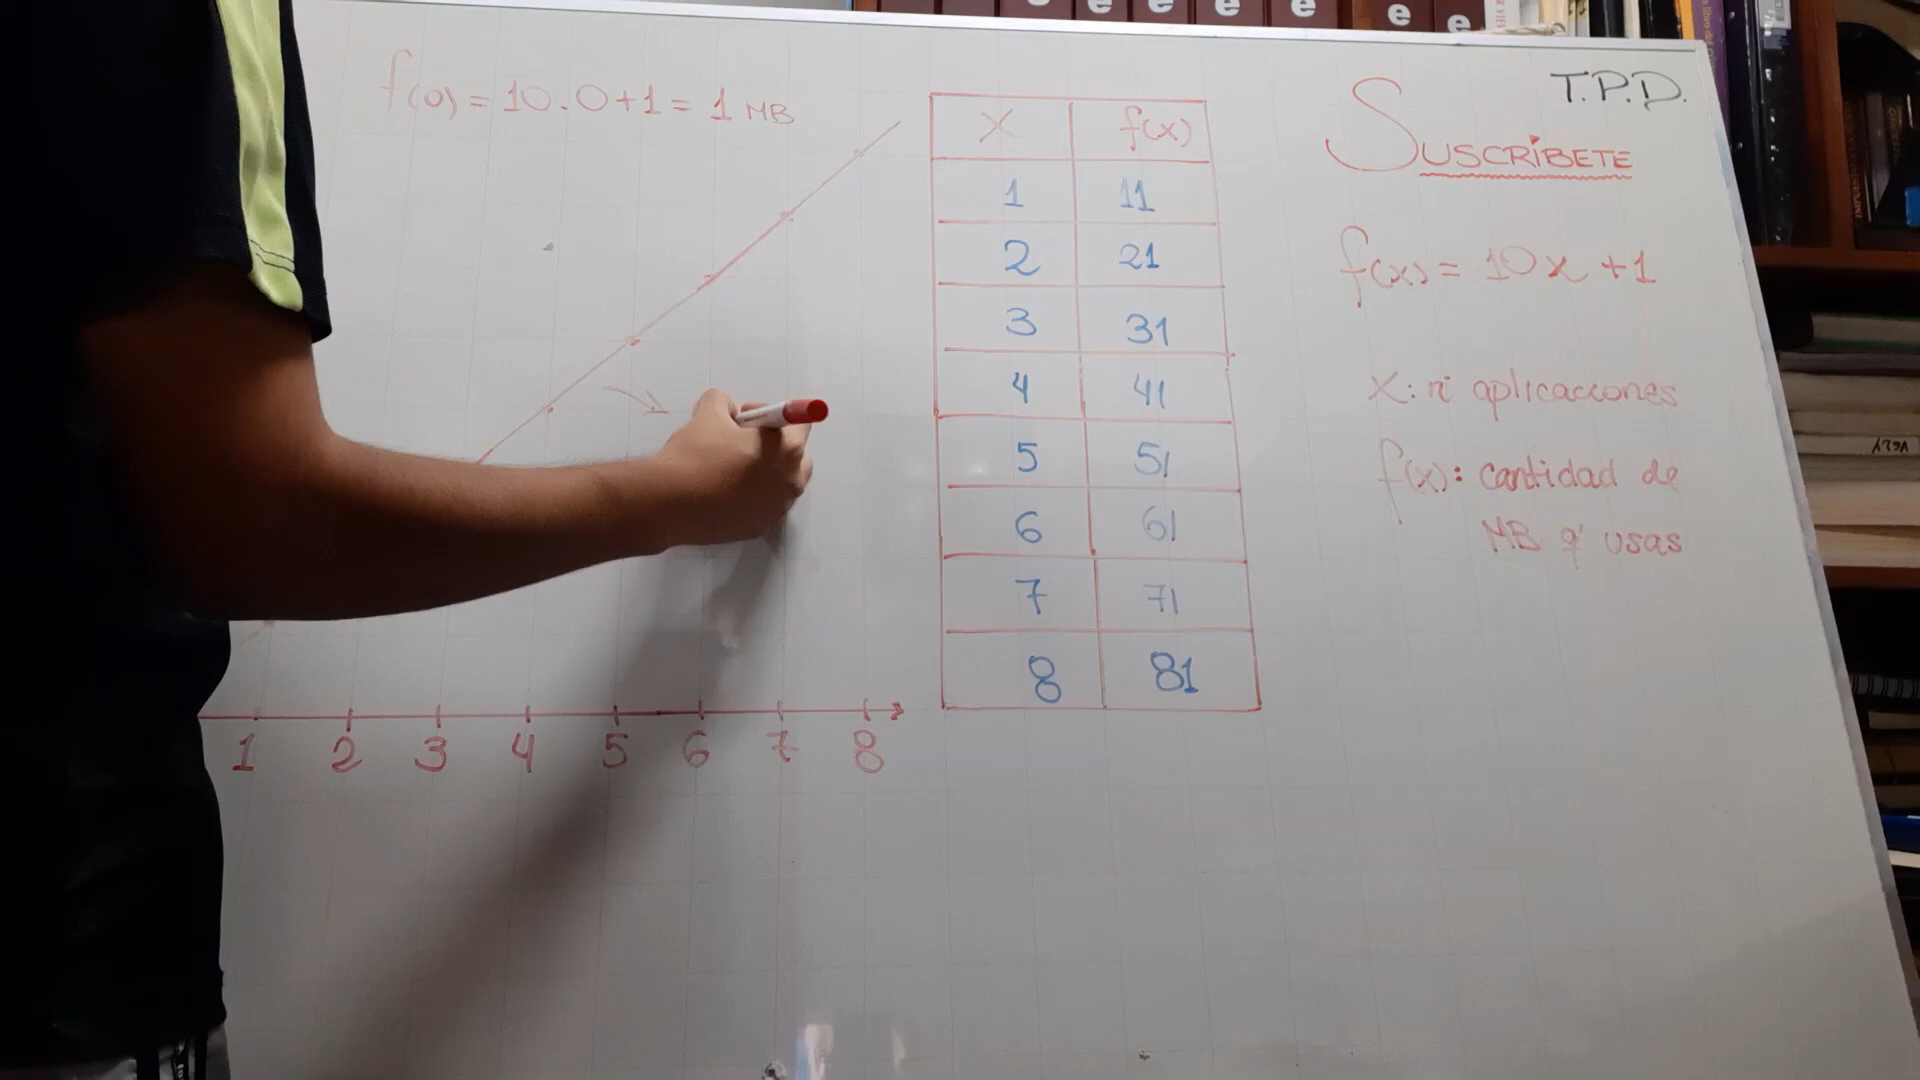 f(0) = 10.0+1 = 1 MB
x f(x)
1 11
2 21
3 31
4 41
5 51
6 61
7 71
8 81
1 2 3 4 5 6 7 8
T.P.D.
SUSCRÍBETE
f(x) = 10x + 1
X: n aplicaciones
f(x): cantidad de
MB q' usas
e e e e e e